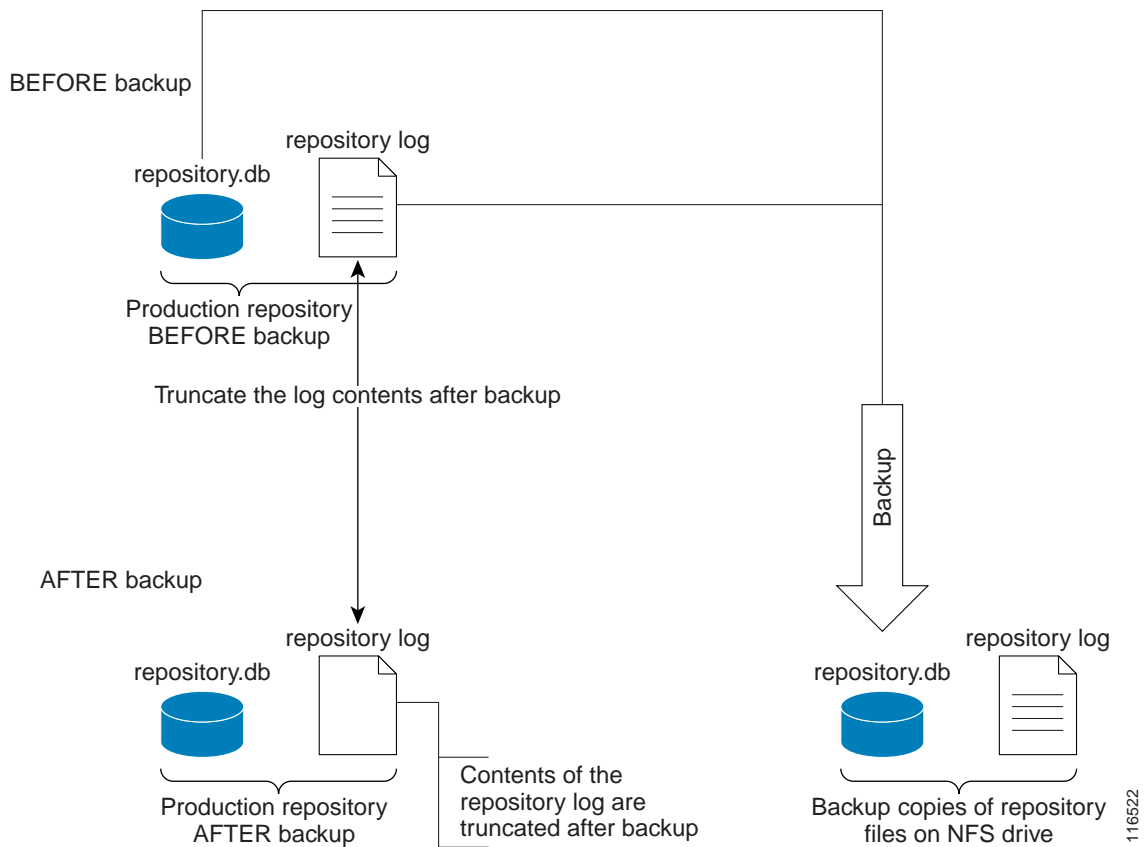 BEFORE backup
repository log
repository.db
Production repository
BEFORE backup
Truncate the log contents after backup
Backup
AFTER backup
repository log
repository.db
Production repository
AFTER backup
Contents of the
repository log are
truncated after backup
repository log
repository.db
Backup copies of repository
files on NFS drive
116522